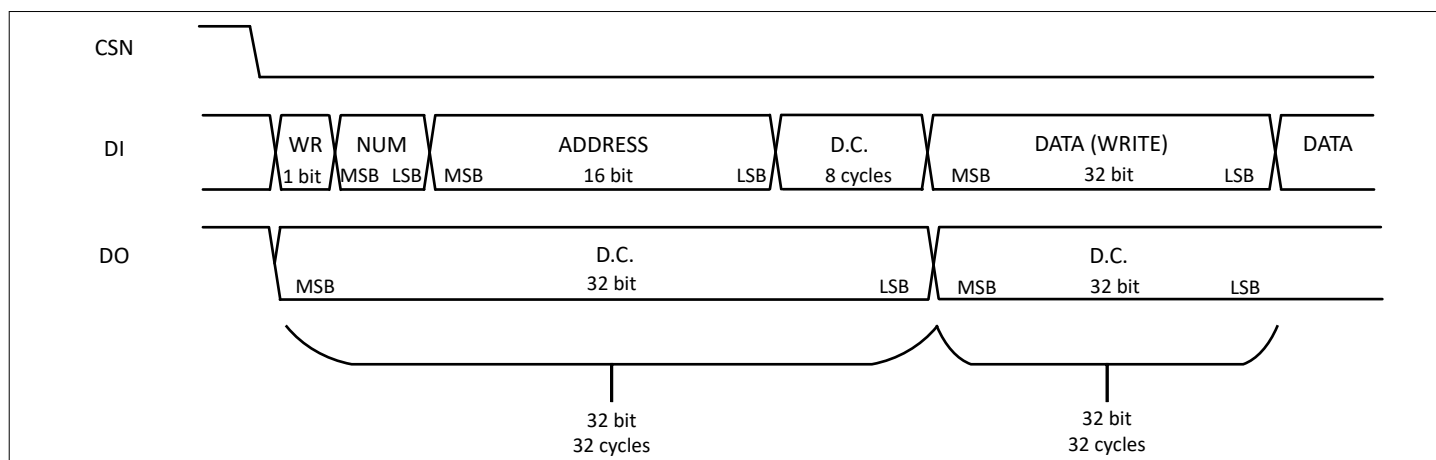 CSN
DI
WR
1 bit
NUM
MSB LSB
ADDRESS
MSB 16 bit LSB
D.C.
8 cycles
DATA (WRITE)
MSB 32 bit LSB
DATA
DO
D.C.
MSB 32 bit LSB
D.C.
MSB 32 bit LSB
32 bit
32 cycles
32 bit
32 cycles